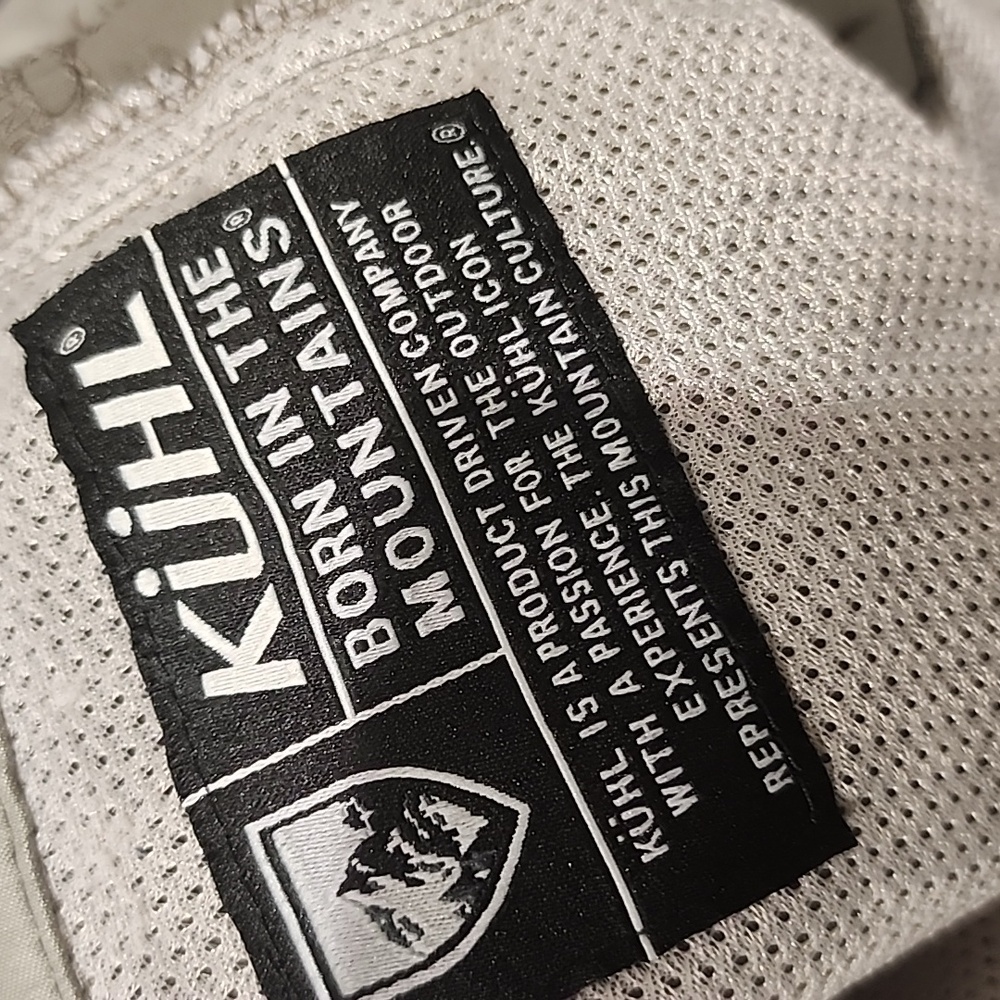 KÜHL®
BORN IN THE®
MOUNTAINS
KÜHL IS A PRODUCT DRIVEN COMPANY
WITH A PASSION FOR THE OUTDOOR
EXPERIENCE. THE KÜHL ICON
REPRESENTS THIS MOUNTAIN CULTURE.®